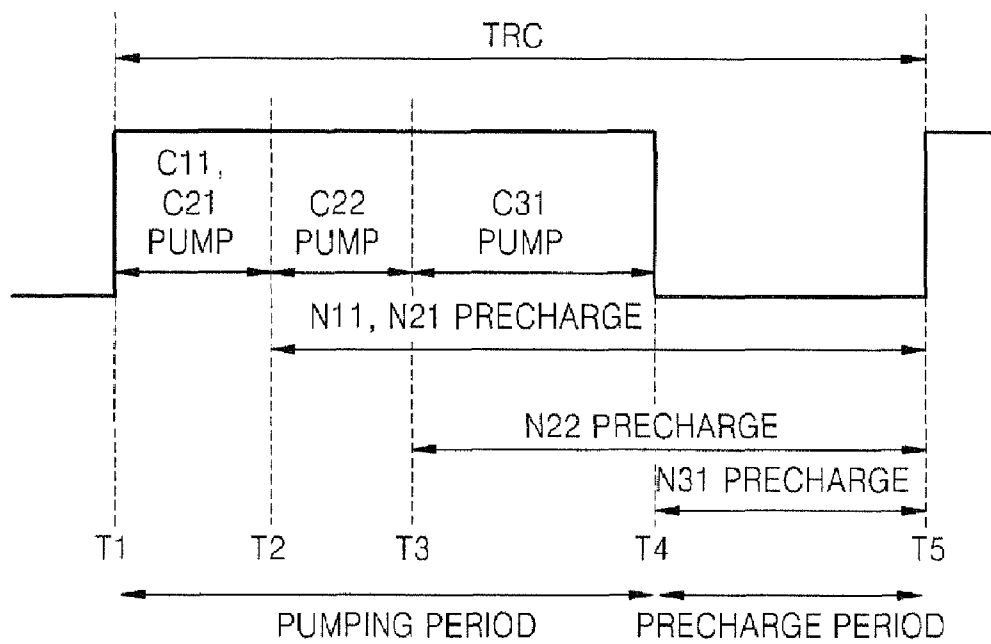 TRC
C11,
C21
PUMP
C22
PUMP
C31
PUMP
N11, N21 PRECHARGE
N22 PRECHARGE
N31 PRECHARGE
T1
T2
T3
T4
T5
PUMPING PERIOD
PRECHARGE PERIOD